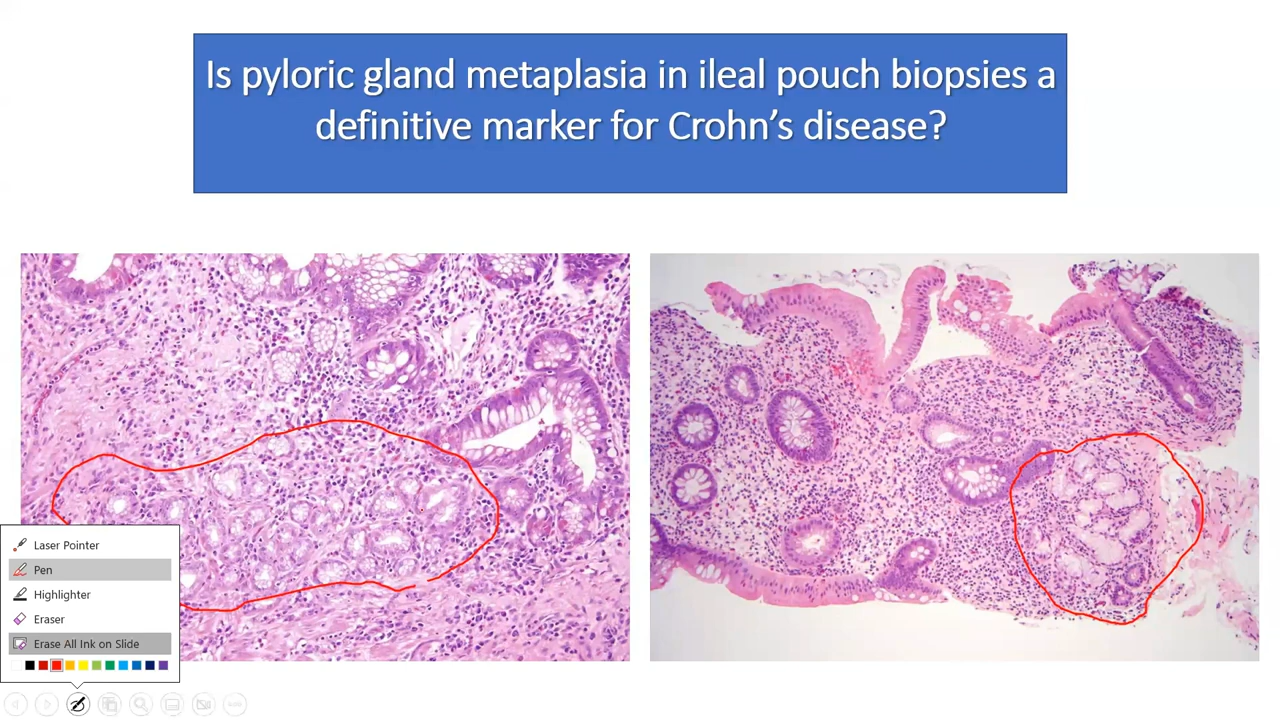 Is pyloric gland metaplasia in ileal pouch biopsies a
definitive marker for Crohn’s disease?
Laser Pointer
Pen
Highlighter
Eraser
Erase All Ink on Slide